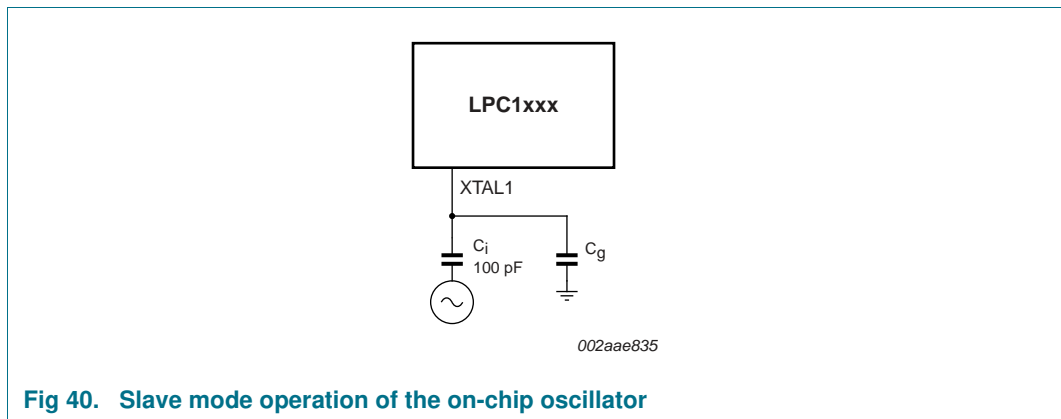 LPC1xxx
XTAL1
Ci
100 pF
Cg
002aae835
Fig 40. Slave mode operation of the on-chip oscillator